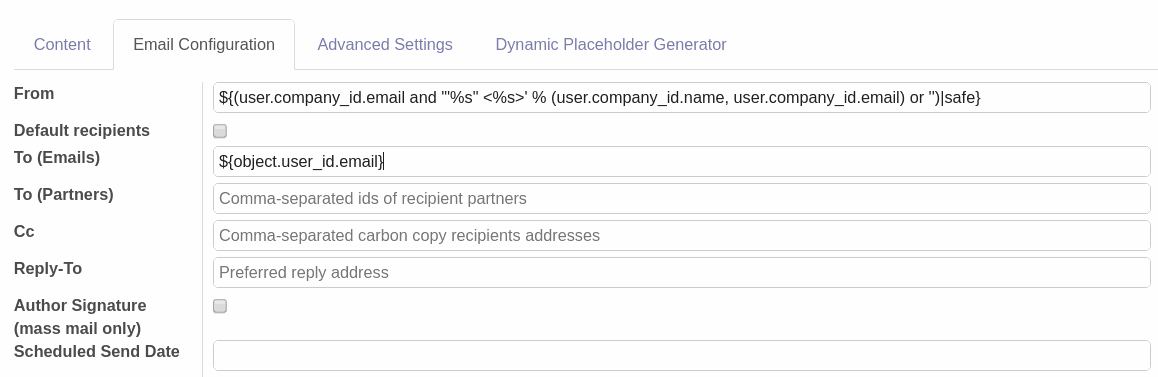 Content Email Configuration Advanced Settings Dynamic Placeholder Generator
From ${(user.company_id.email and '"%s" <%s>' % (user.company_id.name, user.company_id.email) or '')|safe}
Default recipients
To (Emails) ${object.user_id.email}
To (Partners) Comma-separated ids of recipient partners
Cc Comma-separated carbon copy recipients addresses
Reply-To Preferred reply address
Author Signature
(mass mail only)
Scheduled Send Date